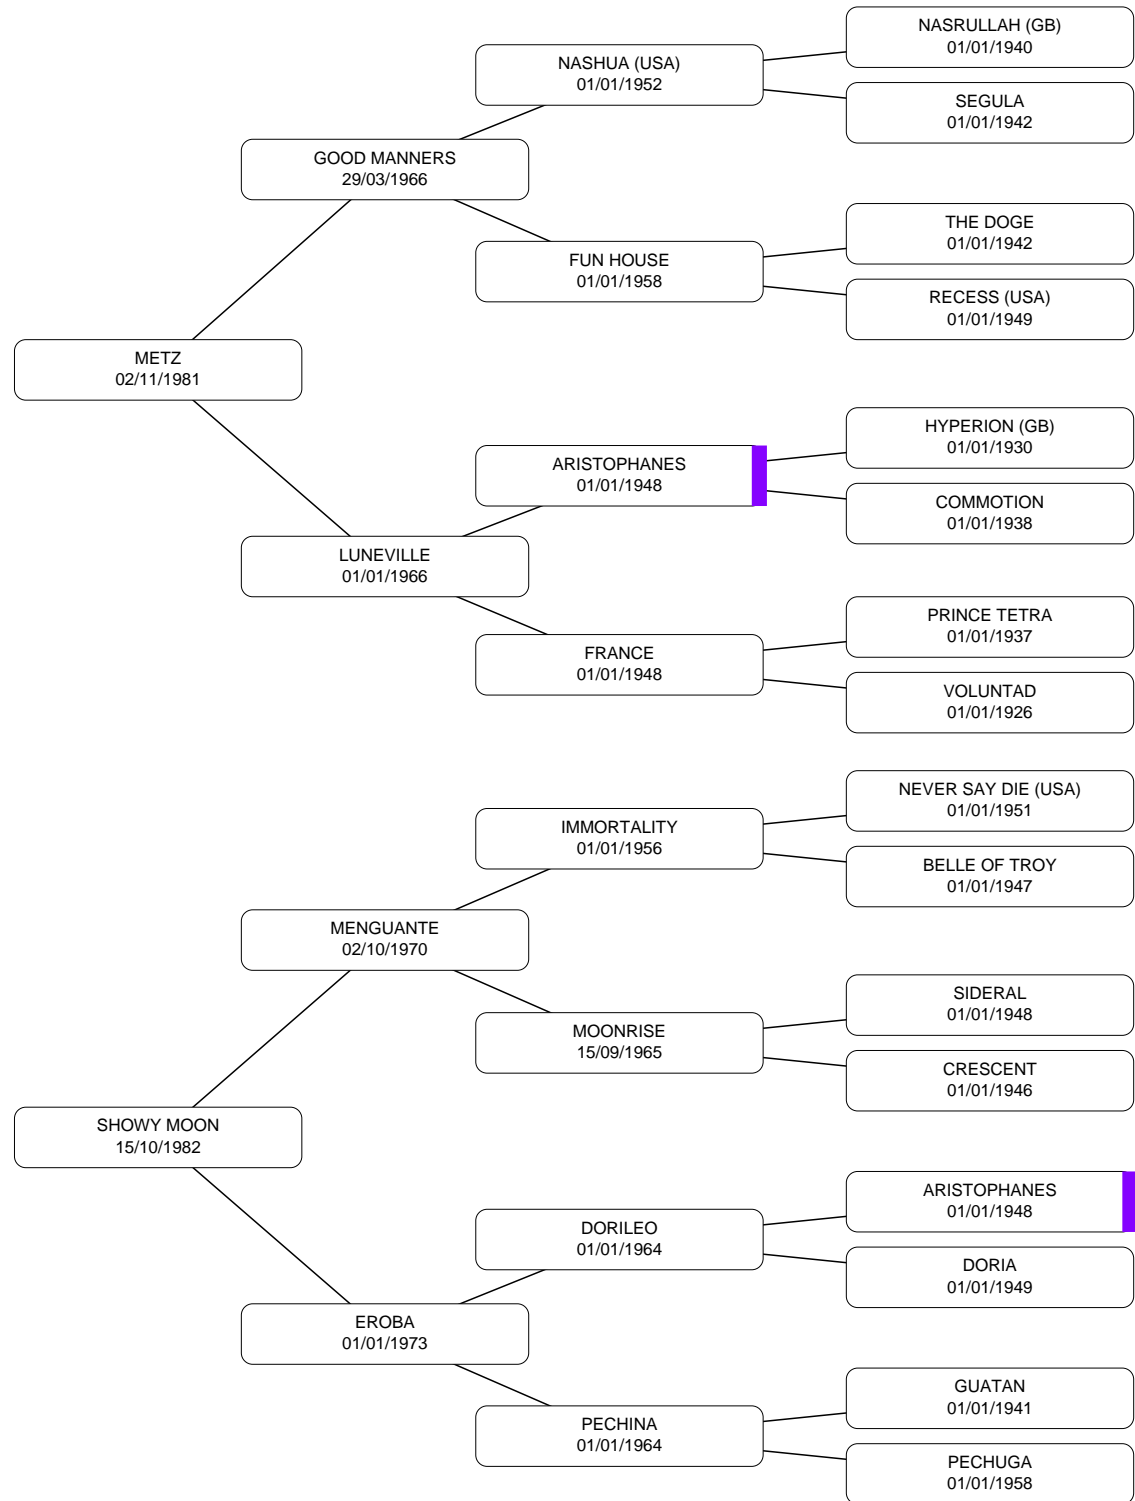 NASRULLAH (GB)
01/01/1940
NASHUA (USA)
01/01/1952
SEGULA
01/01/1942
GOOD MANNERS
29/03/1966
THE DOGE
01/01/1942
FUN HOUSE
01/01/1958
RECESS (USA)
01/01/1949
METZ
02/11/1981
HYPERION (GB)
01/01/1930
ARISTOPHANES
01/01/1948
COMMOTION
01/01/1938
LUNEVILLE
01/01/1966
PRINCE TETRA
01/01/1937
FRANCE
01/01/1948
VOLUNTAD
01/01/1926
NEVER SAY DIE (USA)
01/01/1951
IMMORTALITY
01/01/1956
BELLE OF TROY
01/01/1947
MENGUANTE
02/10/1970
SIDERAL
01/01/1948
MOONRISE
15/09/1965
CRESCENT
01/01/1946
SHOWY MOON
15/10/1982
ARISTOPHANES
01/01/1948
DORILEO
01/01/1964
DORIA
01/01/1949
EROBA
01/01/1973
GUATAN
01/01/1941
PECHINA
01/01/1964
PECHUGA
01/01/1958